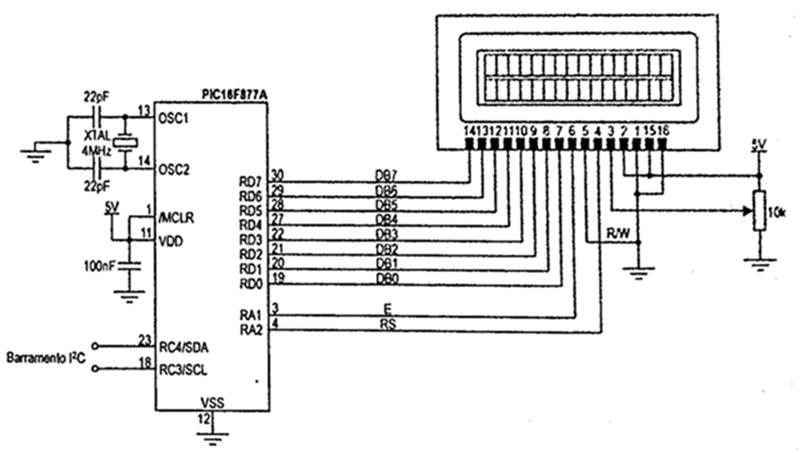 PIC16F877A
22pF
13
OSC1
XTAL
4MHz
14
OSC2
22pF
5V
1
/MCLR
11
VDD
100nF
Barramento I²C
23
RC4/SDA
18
RC3/SCL
VSS
12
RD7 30 DB7
RD6 29 DB6
RD5 28 DB5
RD4 27 DB4
RD3 22 DB3
RD2 21 DB2
RD1 20 DB1
RD0 19 DB0
RA1 3 E
RA2 4 RS
14 13 12 11 10 9 8 7 6 5 4 3 2 1 15 16
R/W
5V
10k